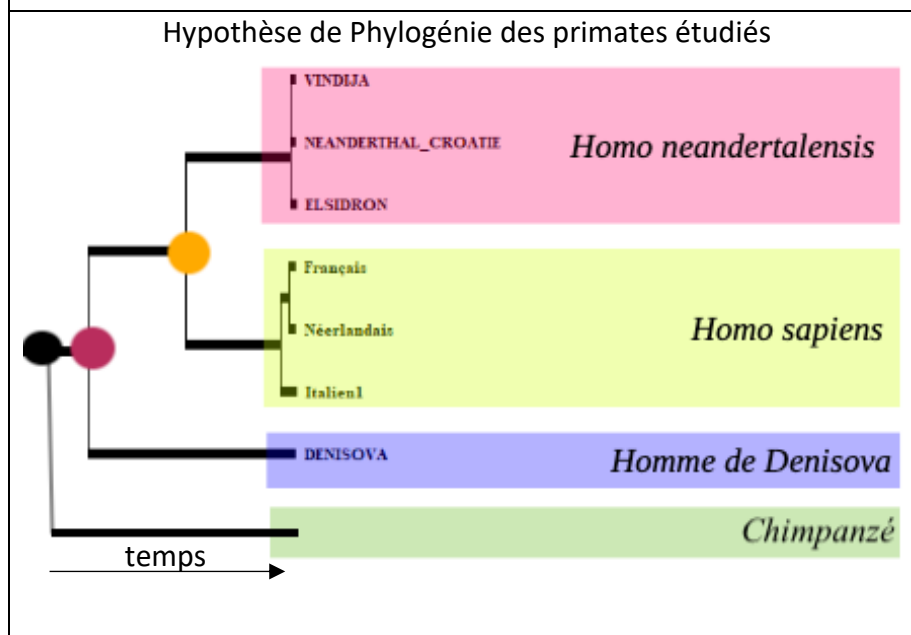 Hypothèse de Phylogénie des primates étudiés
VINDIJA
NEANDERTHAL_CROATIE
Homo neandertalensis
ELSIDRON
Français
Néerlandais
Homo sapiens
Italien1
DENISOVA
Homme de Denisova
Chimpanzé
temps